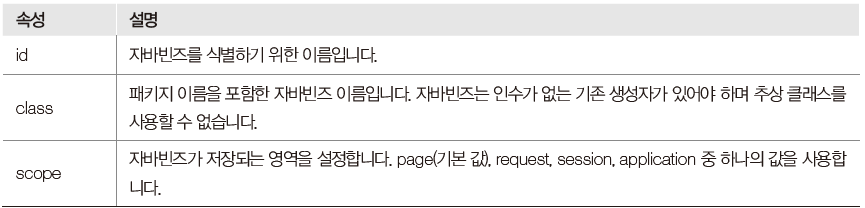 속성 설명
id 자바빈즈를 식별하기 위한 이름입니다.
class 패키지 이름을 포함한 자바빈즈 이름입니다. 자바빈즈는 인수가 없는 기존 생성자가 있어야 하며 추상 클래스를
사용할 수 없습니다.
scope 자바빈즈가 저장되는 영역을 설정합니다. page(기본 값), request, session, application 중 하나의 값을 사용합
니다.